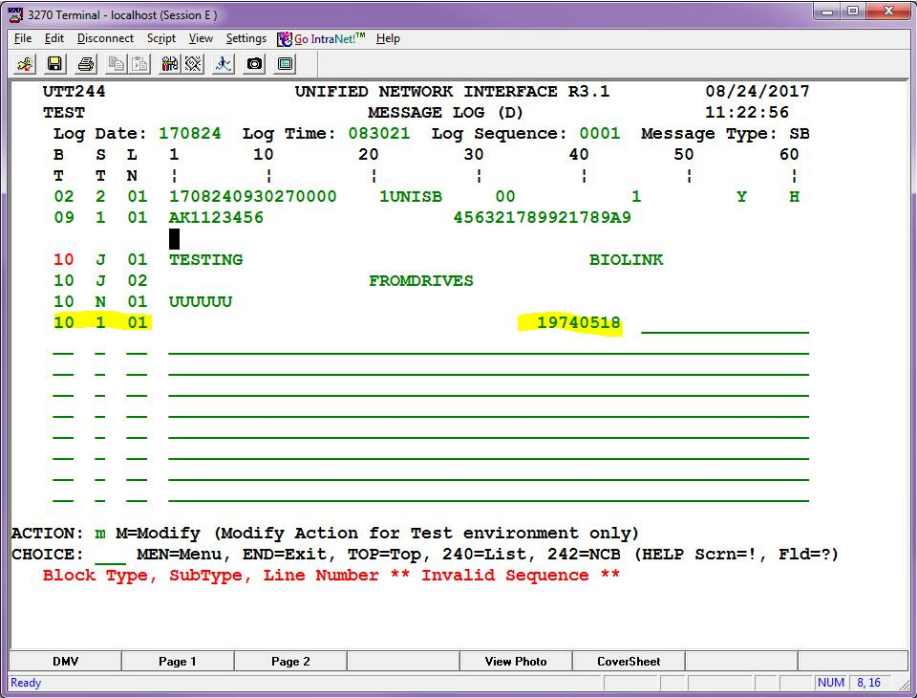 3270 Terminal - localhost (Session E )
File Edit Disconnect Script View Settings Go IntraNet!™ Help
UTT244 UNIFIED NETWORK INTERFACE R3.1 08/24/2017
TEST MESSAGE LOG (D) 11:22:56
Log Date: 170824 Log Time: 083021 Log Sequence: 0001 Message Type: SB
B S L 1 10 20 30 40 50 60
T T N ¦ ¦ ¦ ¦ ¦ ¦ ¦
02 2 01 1708240930270000 1UNISB 00 1 Y H
09 1 01 AK1123456 456321789921789A9
10 J 01 TESTING BIOLINK
10 J 02 FROMDRIVES
10 N 01 UUUUUU
10 1 01 19740518
ACTION: m M=Modify (Modify Action for Test environment only)
CHOICE: ___ MEN=Menu, END=Exit, TOP=Top, 240=List, 242=NCB (HELP Scrn=!, Fld=?)
Block Type, SubType, Line Number ** Invalid Sequence **
DMV Page 1 Page 2 View Photo CoverSheet
Ready NUM 8,16